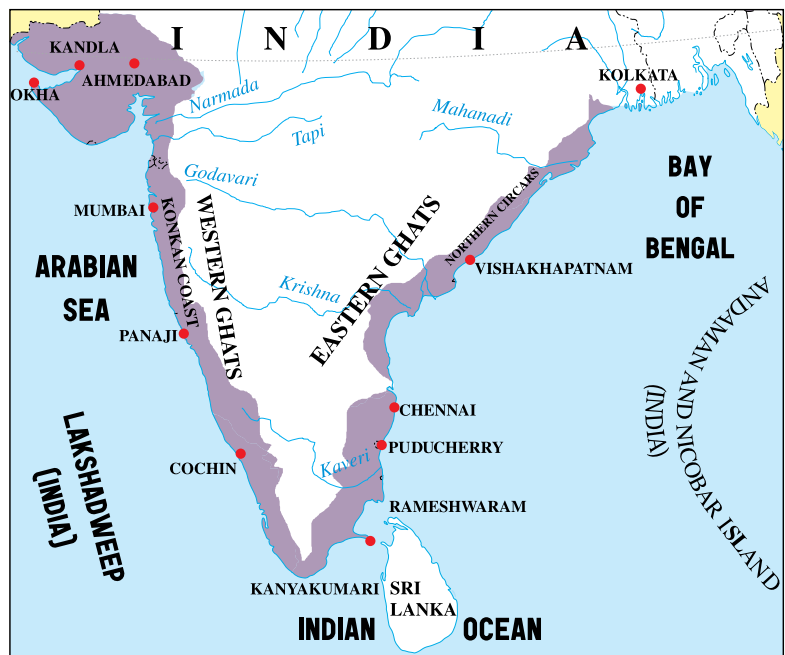 I N D I A
KANDLA
AHMEDABAD
OKHA
KOLKATA
Narmada
Mahanadi
Tapi
Godavari
BAY
OF
BENGAL
MUMBAI
KONKAN COAST
WESTERN GHATS
EASTERN GHATS
NORTHERN CIRCARS
ARABIAN
SEA
VISHAKHAPATNAM
Krishna
PANAJI
ANDAMAN AND NICOBAR ISLAND
(INDIA)
CHENNAI
LAKSHADWEEP
(INDIA)
PUDUCHERRY
COCHIN
Kaveri
RAMESHWARAM
KANYAKUMARI
SRI
LANKA
INDIAN OCEAN